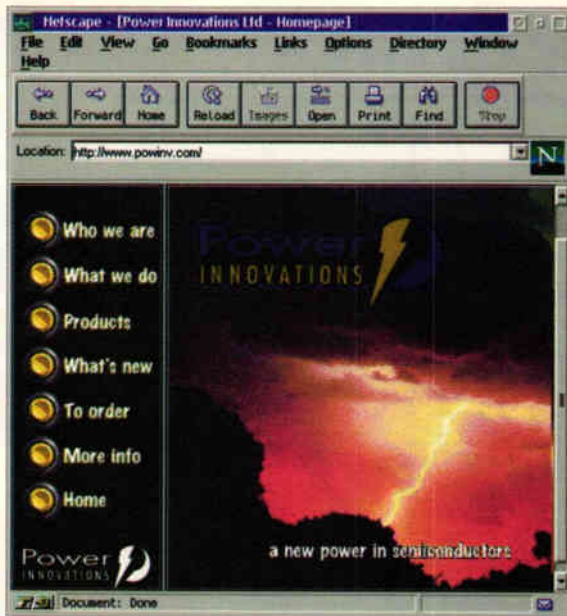 Netscape - [Power Innovations Ltd - Homepage]
File Edit View Go Bookmarks Links Options Directory Window
Help
Back Forward Home Reload Images Open Print Find Stop
Location: http://www.powinv.com/
N
Power
INNOVATIONS
Who we are
What we do
Products
What's new
To order
More info
Home
Power
INNOVATIONS
a new power in semiconductors
Document: Done